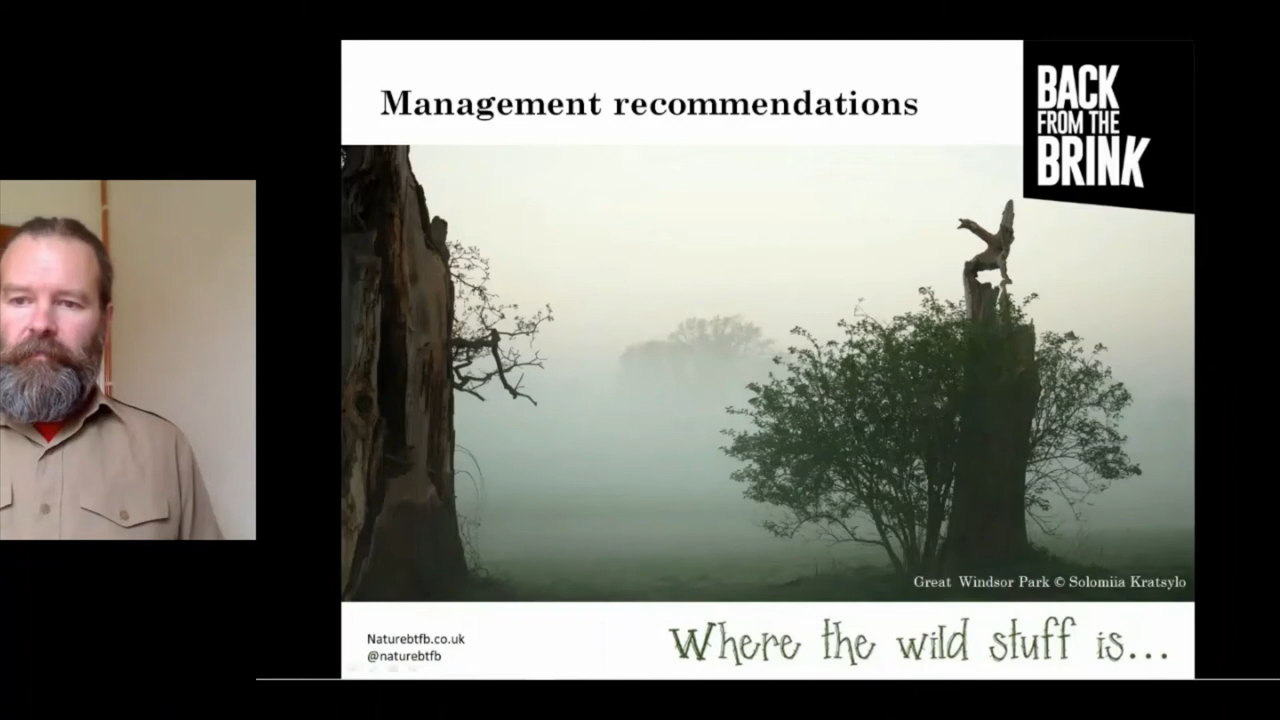 Management recommendations
BACK
FROM THE
BRINK
Great Windsor Park © Solomiia Kratsylo
Naturebtfb.co.uk
@naturebtfb
Where the wild stuff is...